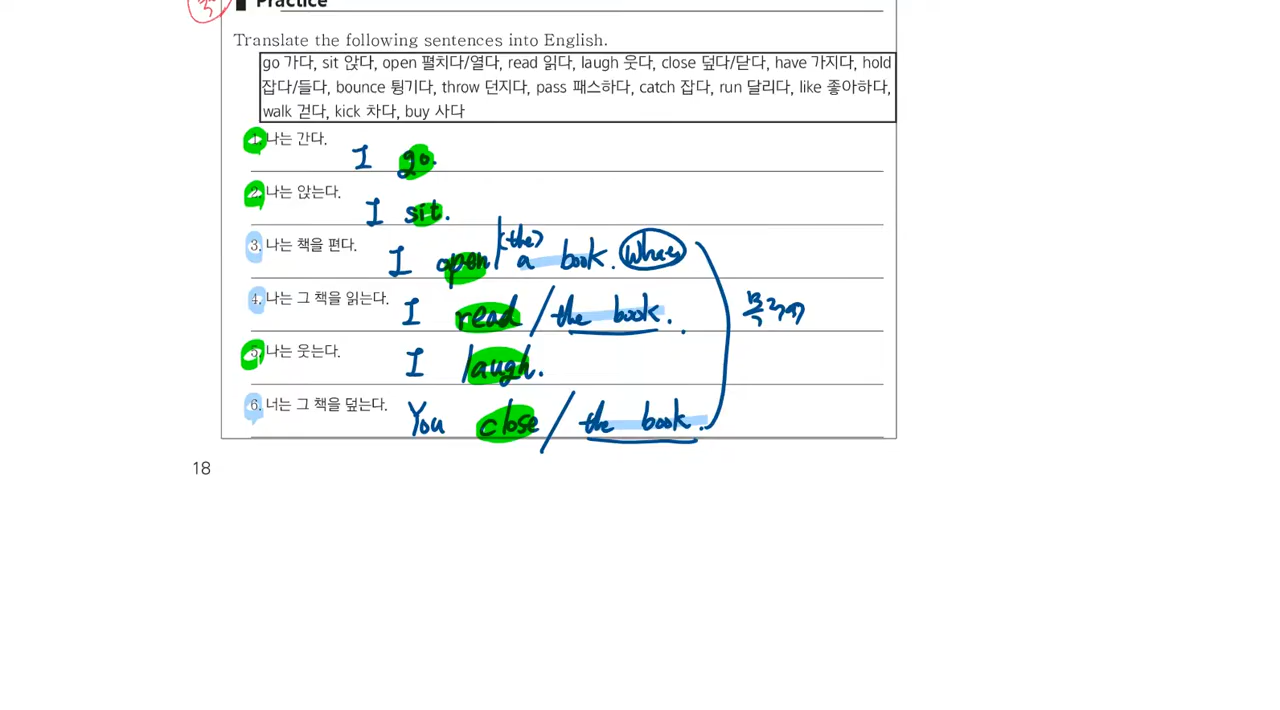 Practice
Translate the following sentences into English.
go 가다, sit 앉다, open 펼치다/열다, read 읽다, laugh 웃다, close 덮다/닫다, have 가지다, hold
잡다/들다, bounce 튕기다, throw 던지다, pass 패스하다, catch 잡다, run 달리다, like 좋아하다,
walk 걷다, kick 차다, buy 사다
1. 나는 간다.
I go.
2. 나는 앉는다.
I sit.
3. 나는 책을 편다.
(the)
I open / a book. What
4. 나는 그 책을 읽는다.
I read / the book.
5. 나는 웃는다.
I laugh.
6. 너는 그 책을 덮는다.
You close / the book.
18